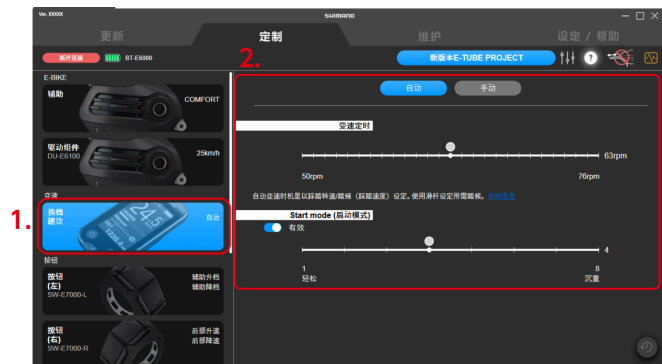 Ver. XXXXX
SHIMANO
更新
定制
维护
设定 / 帮助
断开连接
BT-E6000
2.
新版本E-TUBE PROJECT
?
E-BIKE
辅助
COMFORT
驱动组件
DU-E6100
25km/h
变速
1.
换档
建议
自动
按钮
按钮
(左)
SW-E7000-L
辅助升档
辅助降档
按钮
(右)
SW-E7000-R
后部升速
后部降速
自动
手动
变速定时
63rpm
50rpm
76rpm
自动变速时机是以踩踏转速/踏频（踩踏速度）设定。使用滑杆设定所需踏频。
Start mode (启动模式)
有效
4
1
8
轻松
沉重